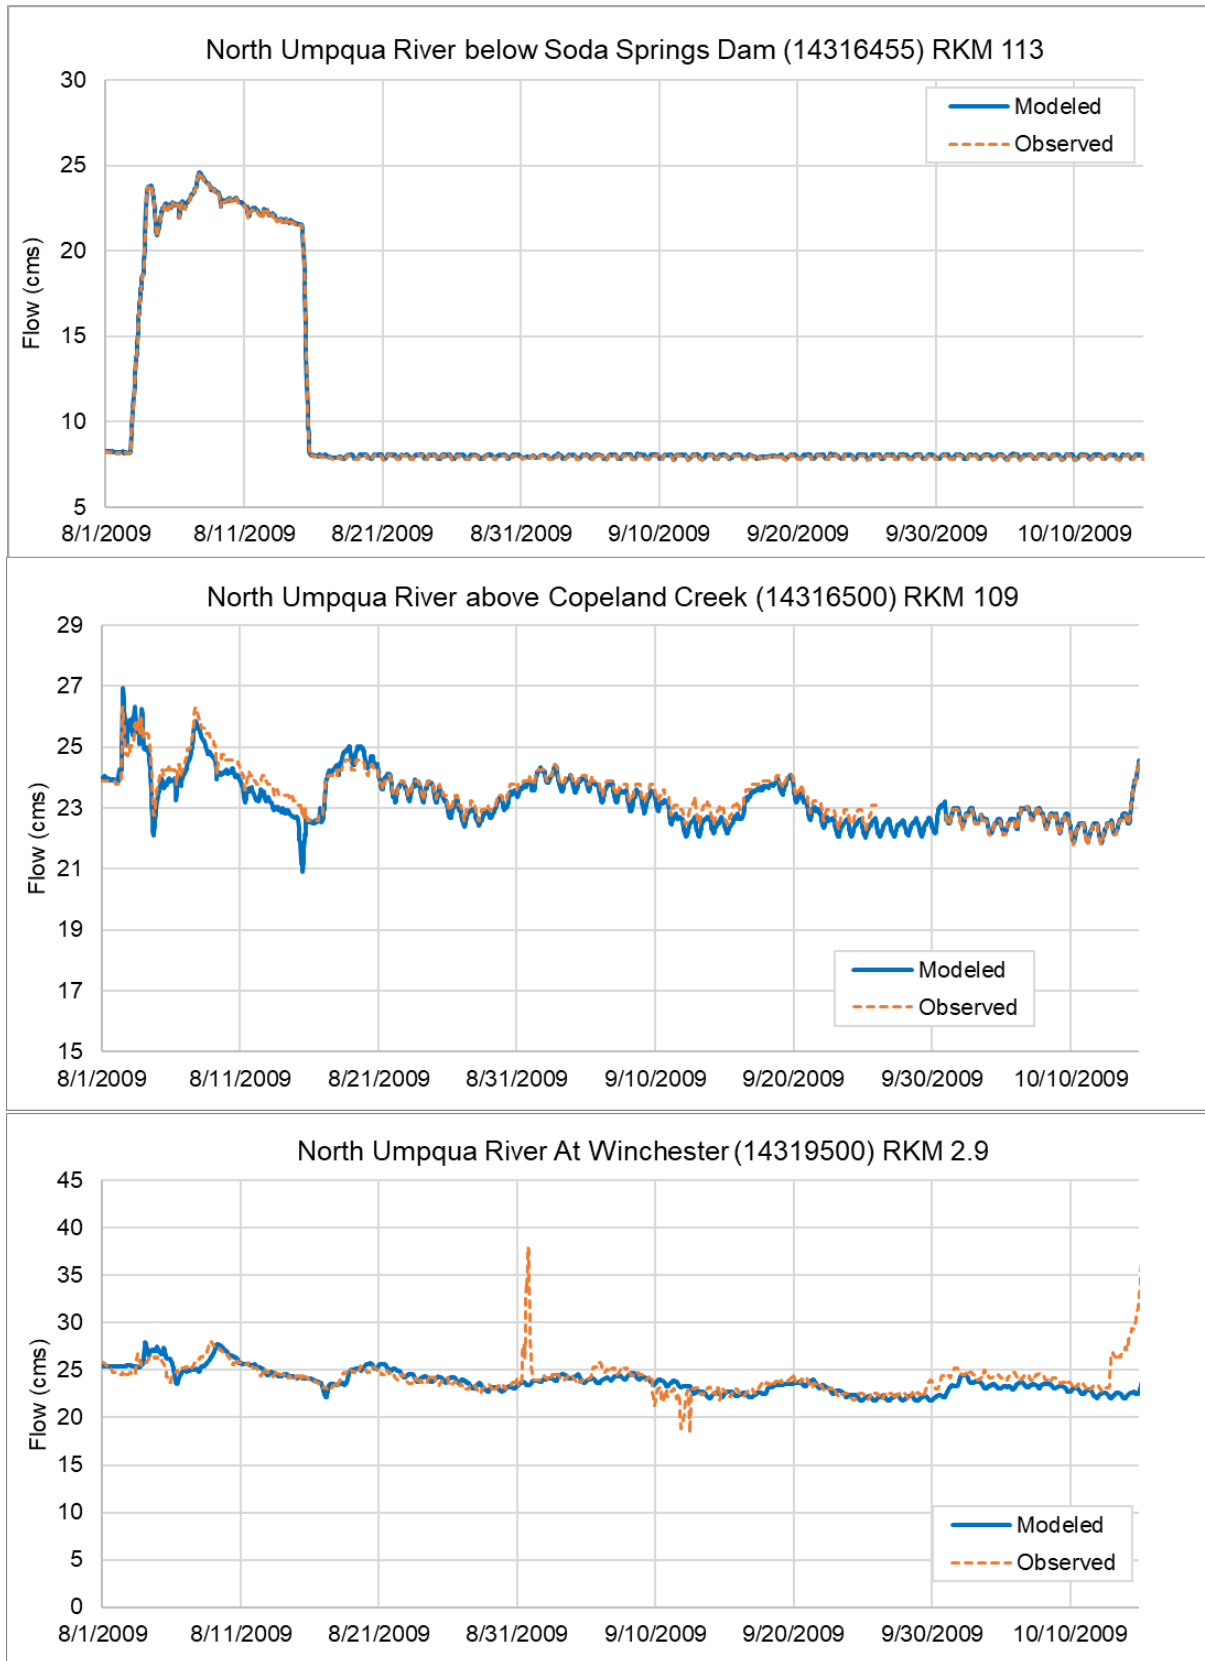 North Umpqua River below Soda Springs Dam (14316455) RKM 113
30
Modeled
25
Observed
20
Flow (cms)
15
10
5
8/1/2009 8/11/2009 8/21/2009 8/31/2009 9/10/2009 9/20/2009 9/30/2009 10/10/2009
North Umpqua River above Copeland Creek (14316500) RKM 109
29
27
25
23
Flow (cms)
21
19
17
Modeled
Observed
15
8/1/2009 8/11/2009 8/21/2009 8/31/2009 9/10/2009 9/20/2009 9/30/2009 10/10/2009
North Umpqua River At Winchester (14319500) RKM 2.9
45
40
35
30
25
Flow (cms)
20
15
10
Modeled
5
Observed
0
8/1/2009 8/11/2009 8/21/2009 8/31/2009 9/10/2009 9/20/2009 9/30/2009 10/10/2009